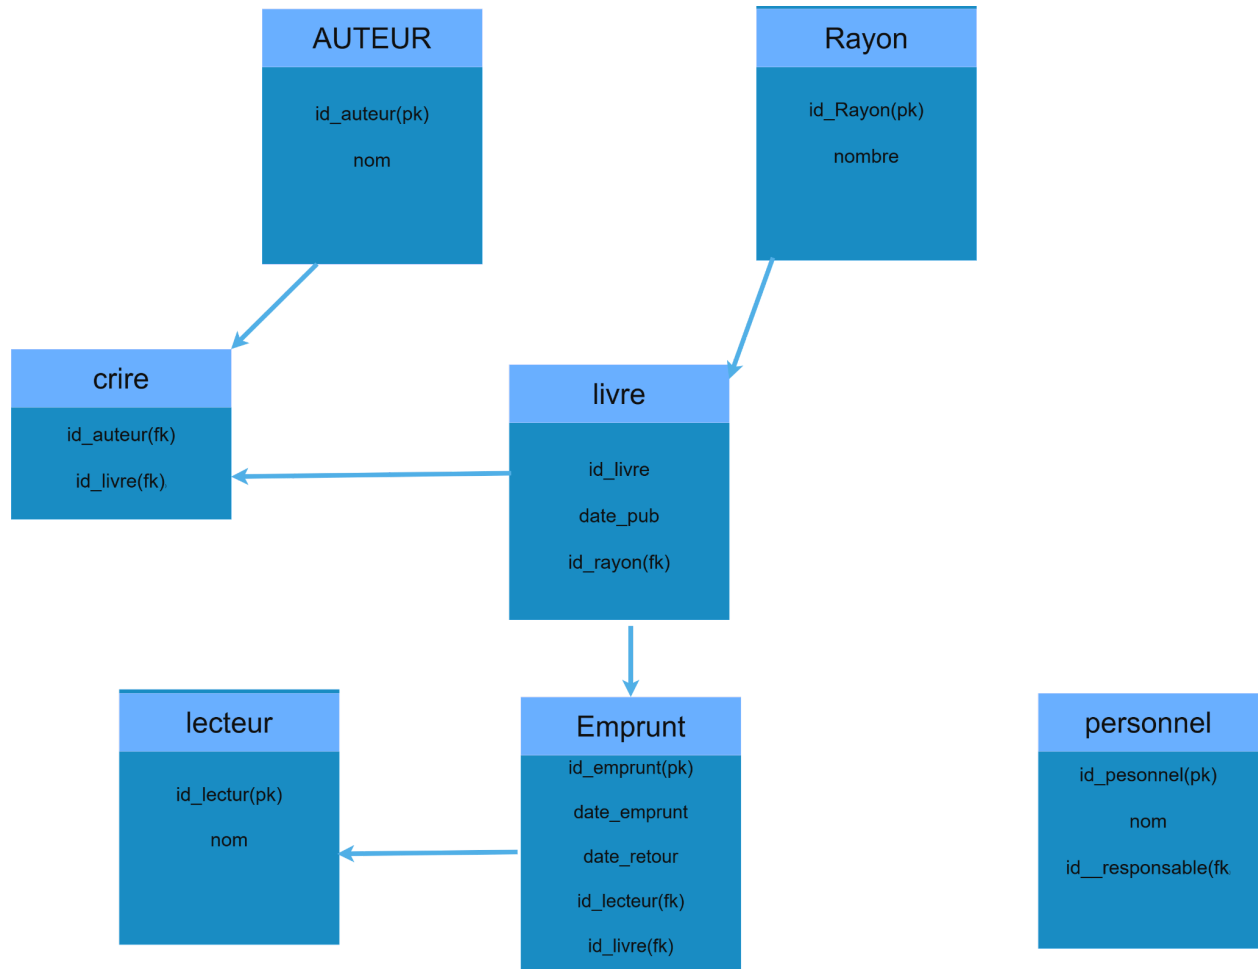 AUTEUR
id_auteur(pk)
nom
Rayon
id_Rayon(pk)
nombre
crire
id_auteur(fk)
id_livre(fk)
livre
id_livre
date_pub
id_rayon(fk)
lecteur
id_lectur(pk)
nom
Emprunt
id_emprunt(pk)
date_emprunt
date_retour
id_lecteur(fk)
id_livre(fk)
personnel
id_pesonnel(pk)
nom
id__responsable(fk